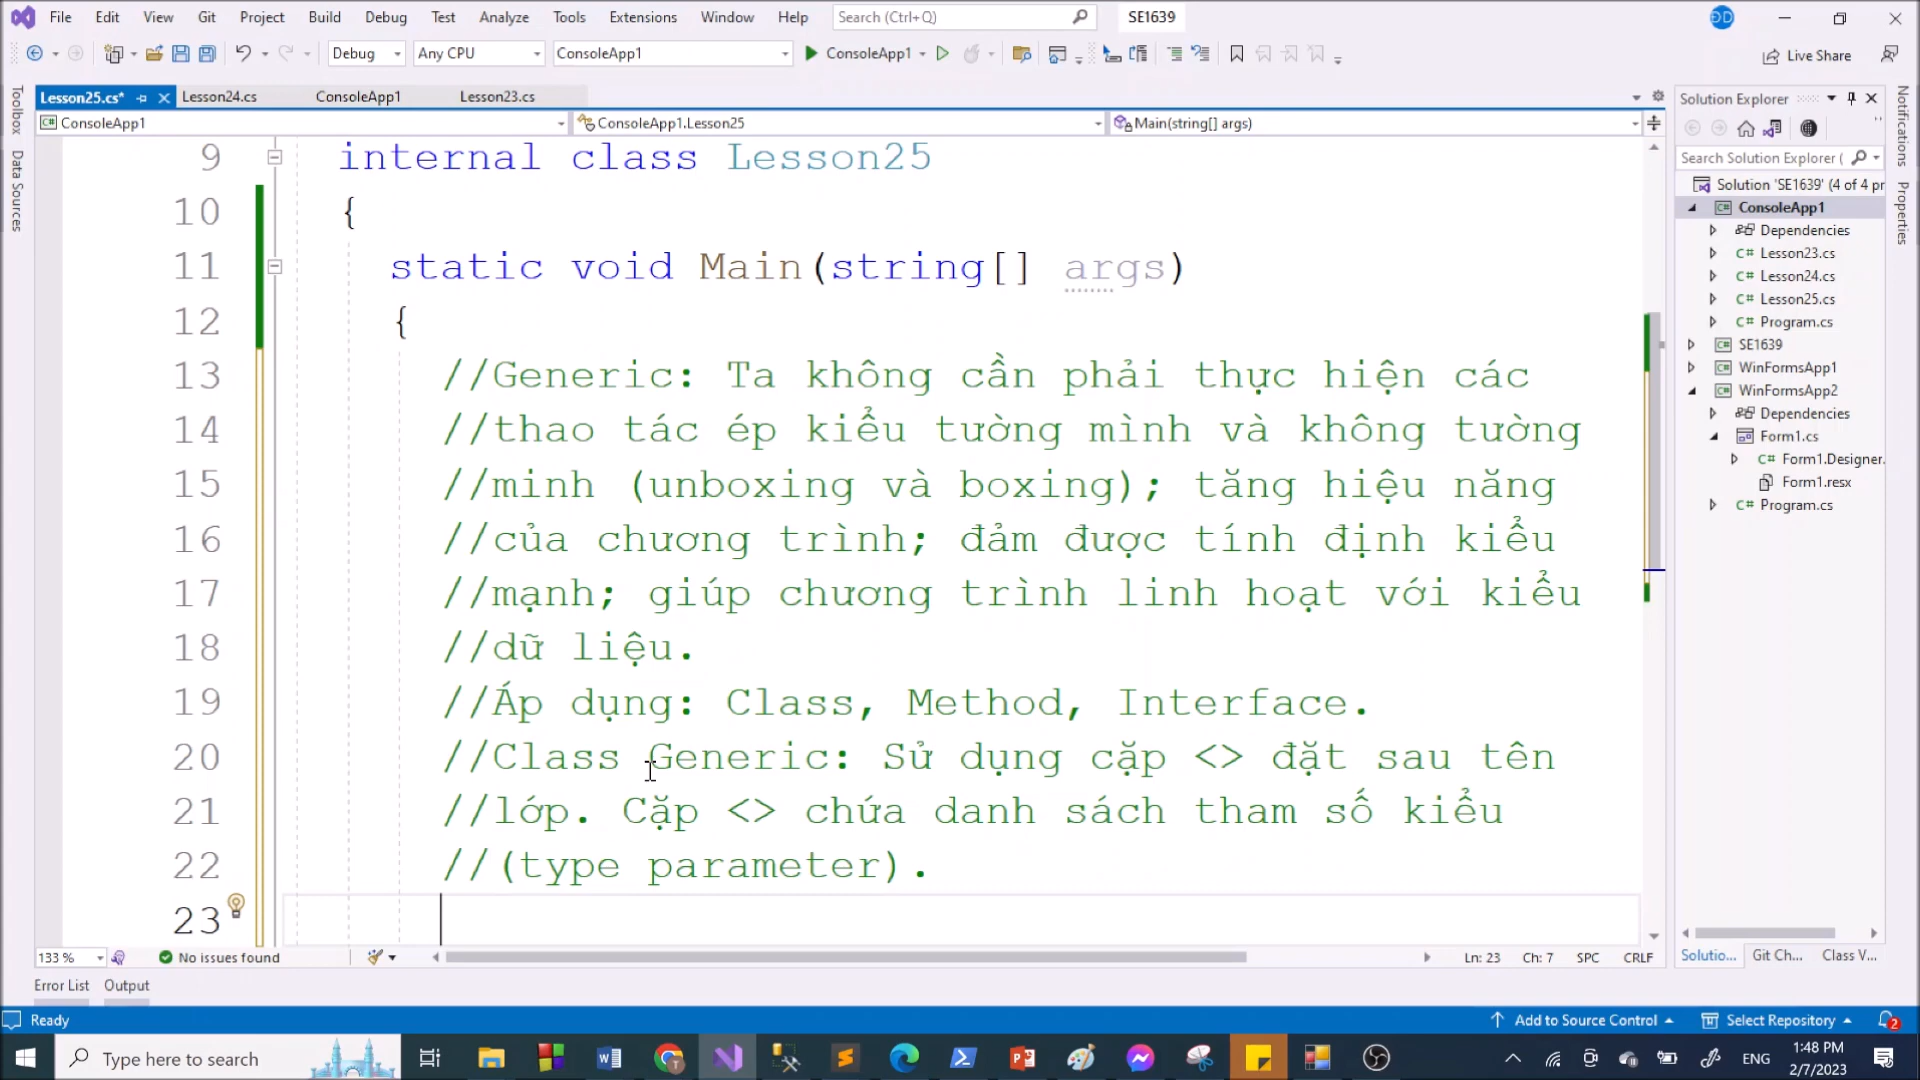 File Edit View Git Project Build Debug Test Analyze Tools Extensions Window Help Search (Ctrl+Q) SE1639 ĐD
Debug Any CPU ConsoleApp1 ConsoleApp1 Live Share
Toolbox
Data Sources
Lesson25.cs* Lesson24.cs ConsoleApp1 Lesson23.cs
C# ConsoleApp1 ConsoleApp1.Lesson25 Main(string[] args)
9 internal class Lesson25
10 {
11 static void Main(string[] args)
12 {
13 //Generic: Ta không cần phải thực hiện các
14 //thao tác ép kiểu tường mình và không tường
15 //minh (unboxing và boxing); tăng hiệu năng
16 //của chương trình; đảm được tính định kiểu
17 //mạnh; giúp chương trình linh hoạt với kiểu
18 //dữ liệu.
19 //Áp dụng: Class, Method, Interface.
20 //Class Generic: Sử dụng cặp <> đặt sau tên
21 //lớp. Cặp <> chứa danh sách tham số kiểu
22 //(type parameter).
23
133 % No issues found Ln: 23 Ch: 7 SPC CRLF
Error List Output
Solution Explorer
Search Solution Explorer (
Solution 'SE1639' (4 of 4 pr
C# ConsoleApp1
Dependencies
C# Lesson23.cs
C# Lesson24.cs
C# Lesson25.cs
C# Program.cs
C# SE1639
C# WinFormsApp1
C# WinFormsApp2
Dependencies
Form1.cs
C# Form1.Designer.
Form1.resx
C# Program.cs
Solutio... Git Ch... Class V...
Notifications
Properties
Ready Add to Source Control Select Repository 2
Type here to search ENG 1:48 PM
2/7/2023